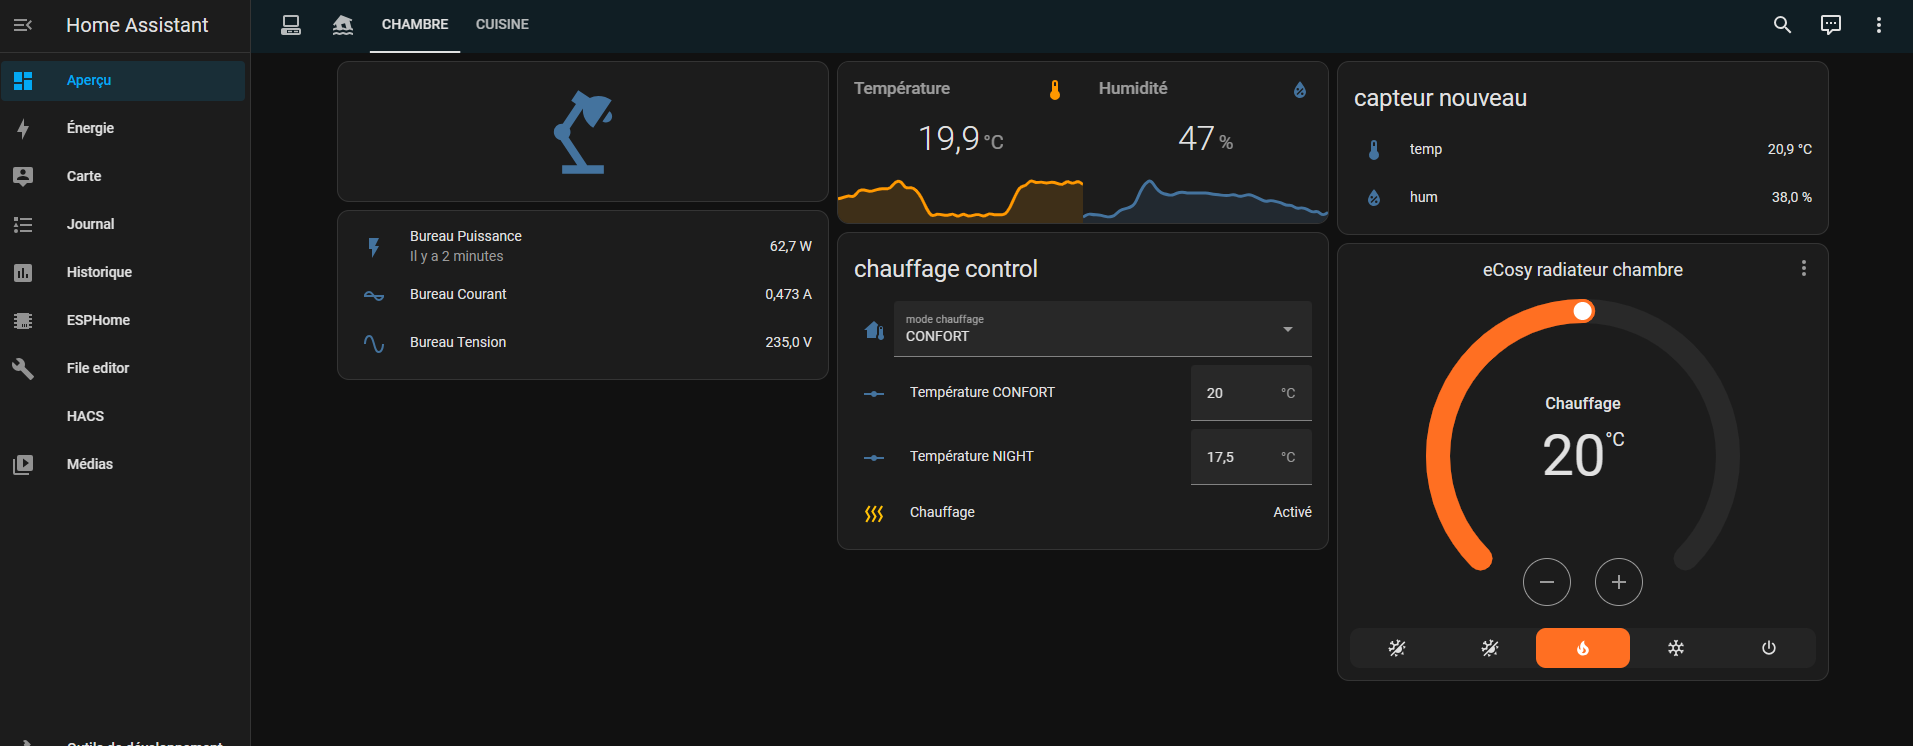 Home Assistant
CHAMBRE
CUISINE
Aperçu
Énergie
Carte
Journal
Historique
ESPHome
File editor
HACS
Médias
Outils de développement
Bureau Puissance
Il y a 2 minutes
62,7 W
Bureau Courant
0,473 A
Bureau Tension
235,0 V
Température
Humidité
19,9 °C
47 %
chauffage control
mode chauffage
CONFORT
Température CONFORT
20 °C
Température NIGHT
17,5 °C
Chauffage
Activé
capteur nouveau
temp
20,9 °C
hum
38,0 %
eCosy radiateur chambre
Chauffage
20 °C